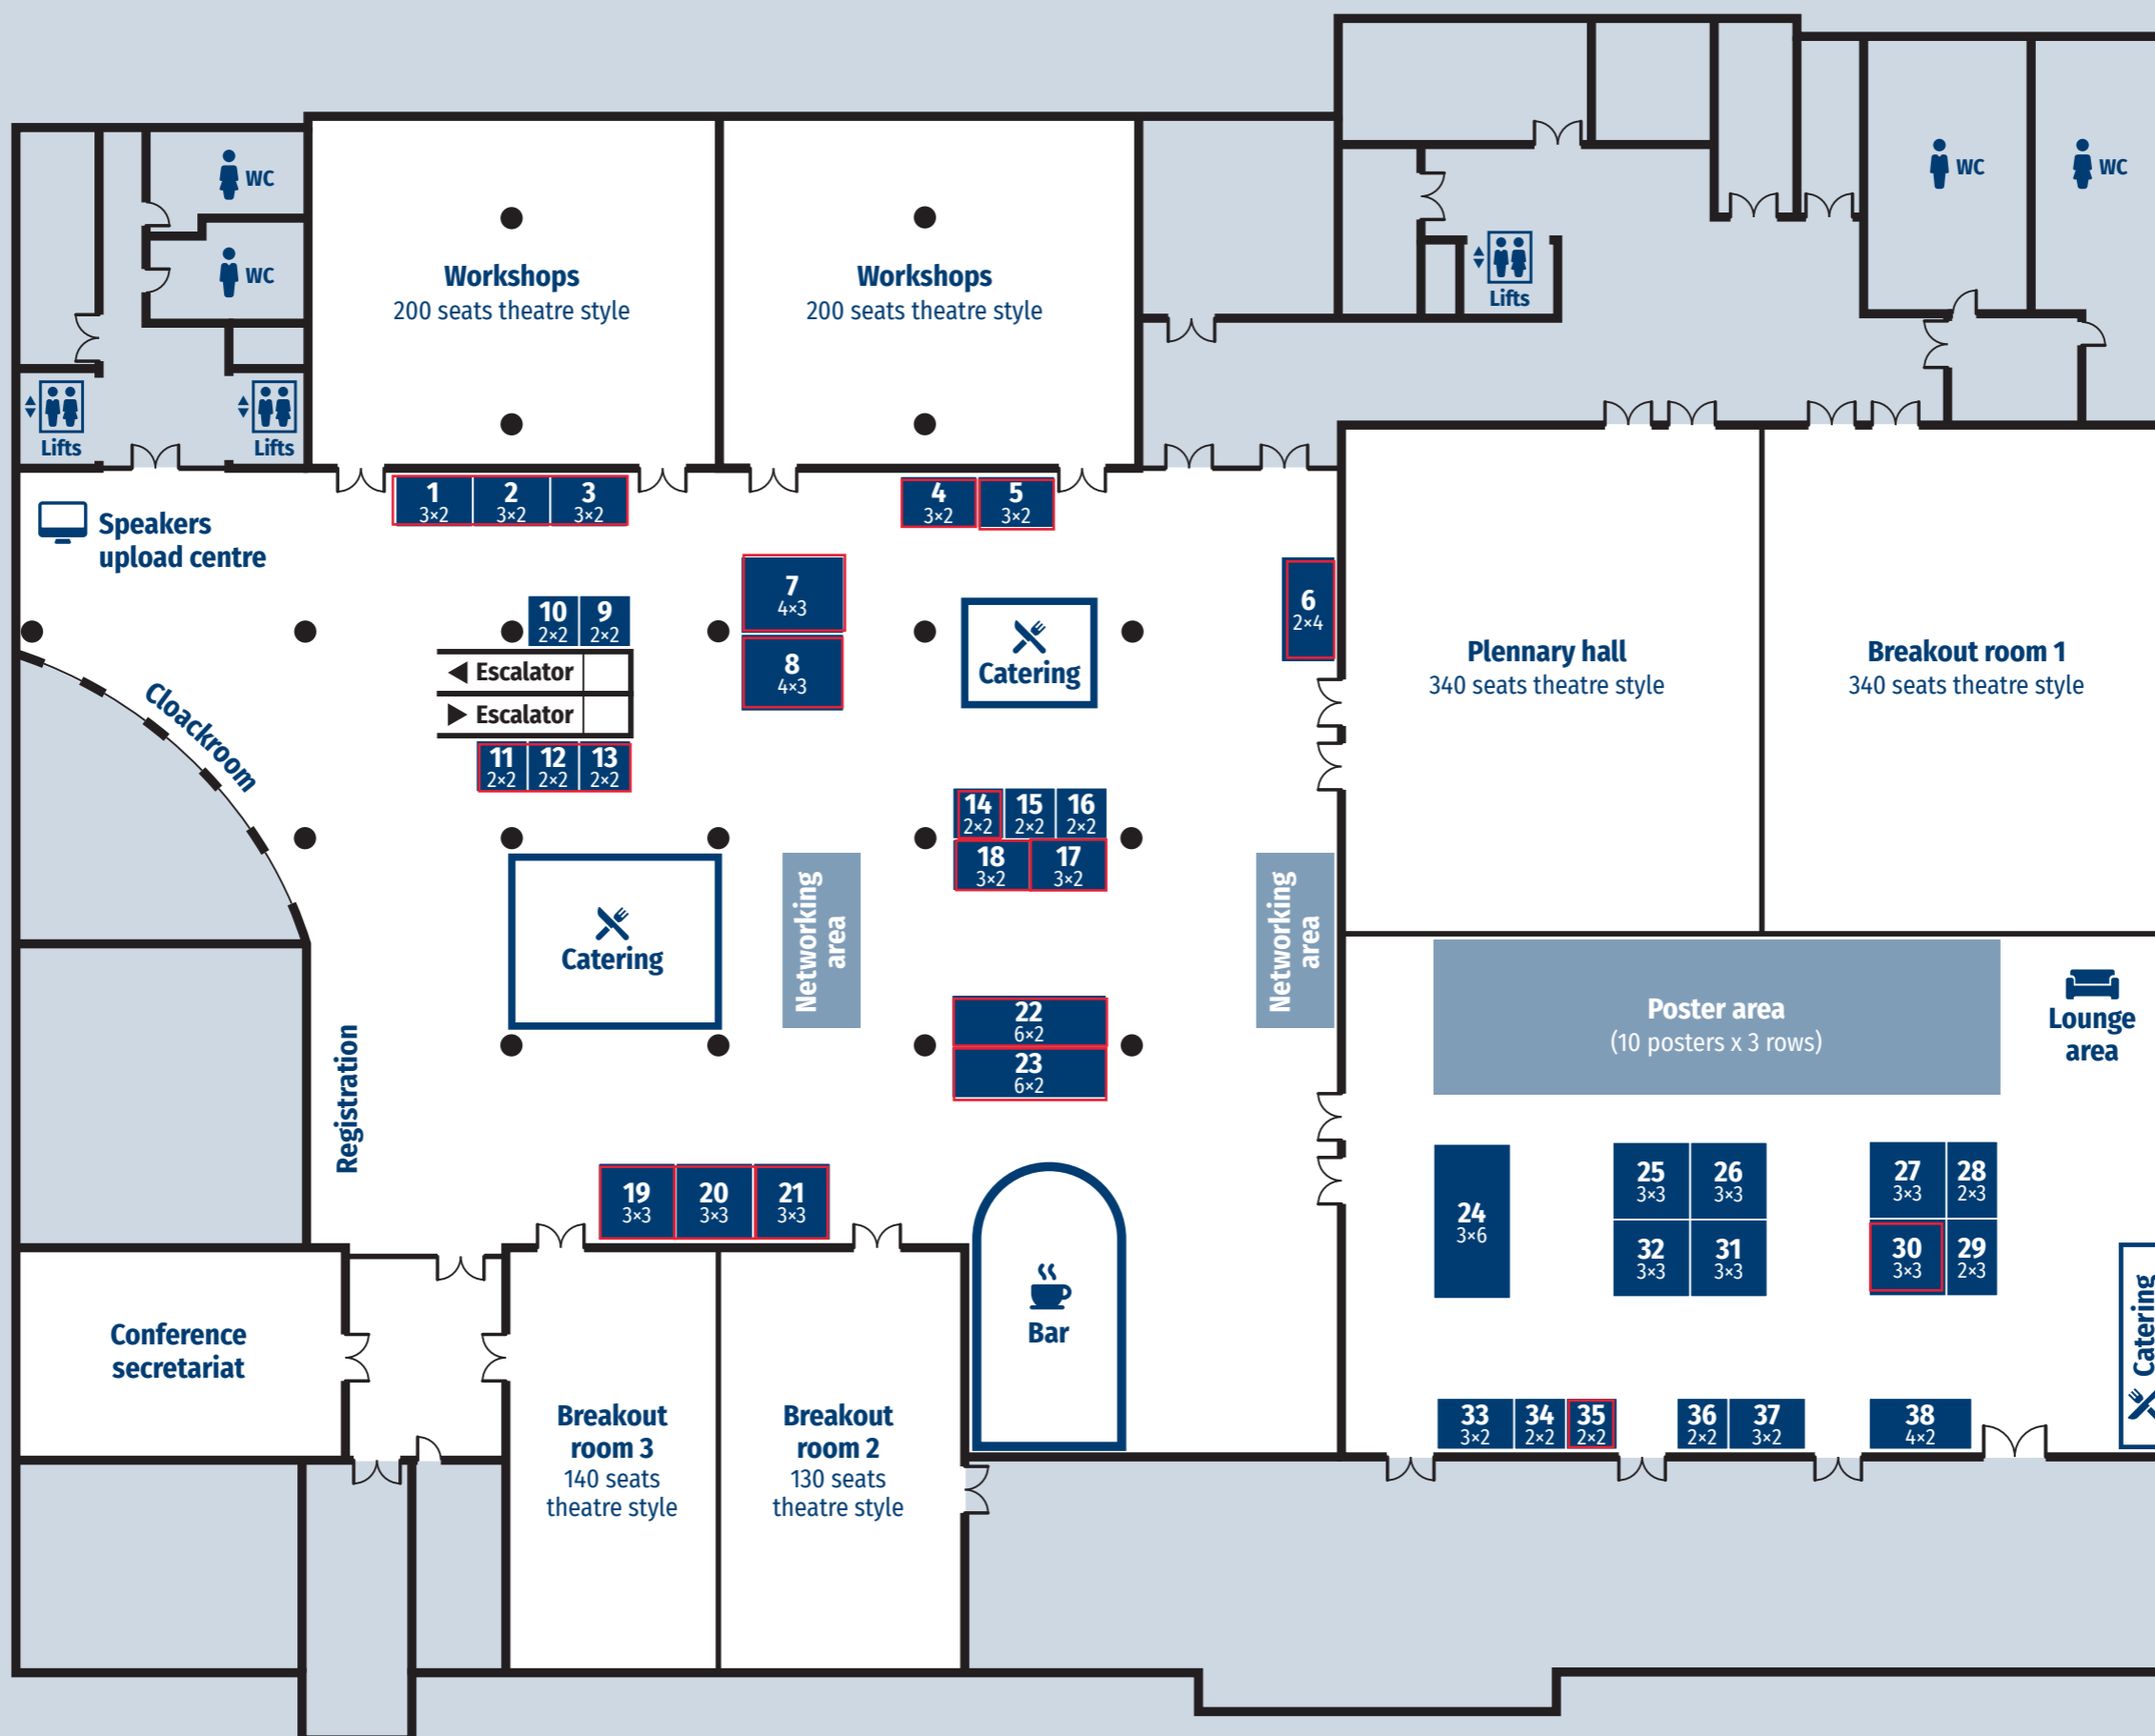 WC
WC
WC
WC
Workshops
200 seats theatre style
Workshops
200 seats theatre style
Lifts
Lifts
Lifts
Speakers
upload centre
1
3×2
2
3×2
3
3×2
4
3×2
5
3×2
6
2×4
7
4×3
8
4×3
10
2×2
9
2×2
Escalator
Escalator
11
2×2
12
2×2
13
2×2
Catering
Cloackroom
Plennary hall
340 seats theatre style
Breakout room 1
340 seats theatre style
14
2×2
15
2×2
16
2×2
18
3×2
17
3×2
Catering
Networking
area
Networking
area
22
6×2
23
6×2
Poster area
(10 posters x 3 rows)
Lounge
area
Registration
19
3×3
20
3×3
21
3×3
24
3×6
25
3×3
26
3×3
27
3×3
28
2×3
32
3×3
31
3×3
30
3×3
29
2×3
Catering
Bar
Conference
secretariat
Breakout
room 3
140 seats
theatre style
Breakout
room 2
130 seats
theatre style
33
3×2
34
2×2
35
2×2
36
2×2
37
3×2
38
4×2